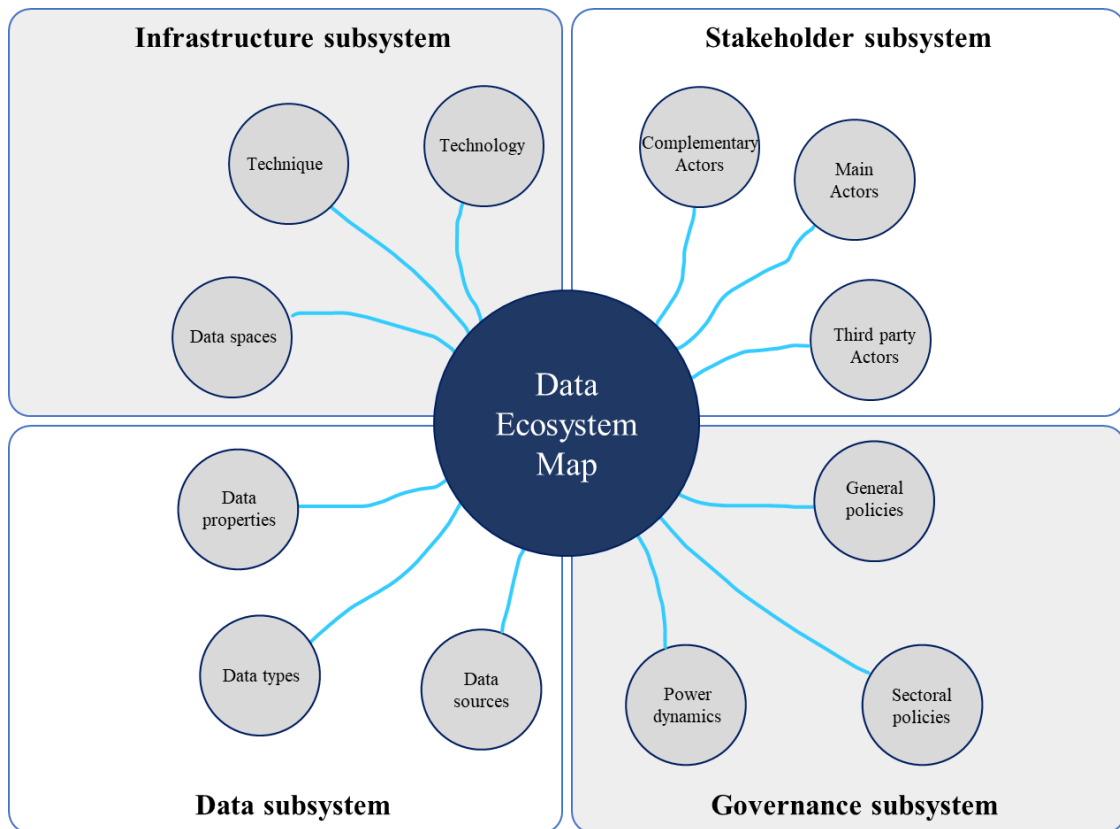 Infrastructure subsystem
Stakeholder subsystem
Technique
Technology
Data spaces
Complementary
Actors
Main
Actors
Third party
Actors
Data
Ecosystem
Map
Data
properties
Data types
Data
sources
General
policies
Power
dynamics
Sectoral
policies
Data subsystem
Governance subsystem